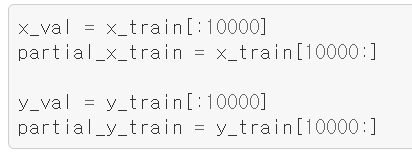 x_val = x_train[:10000]
partial_x_train = x_train[10000:]
y_val = y_train[:10000]
partial_y_train = y_train[10000:]